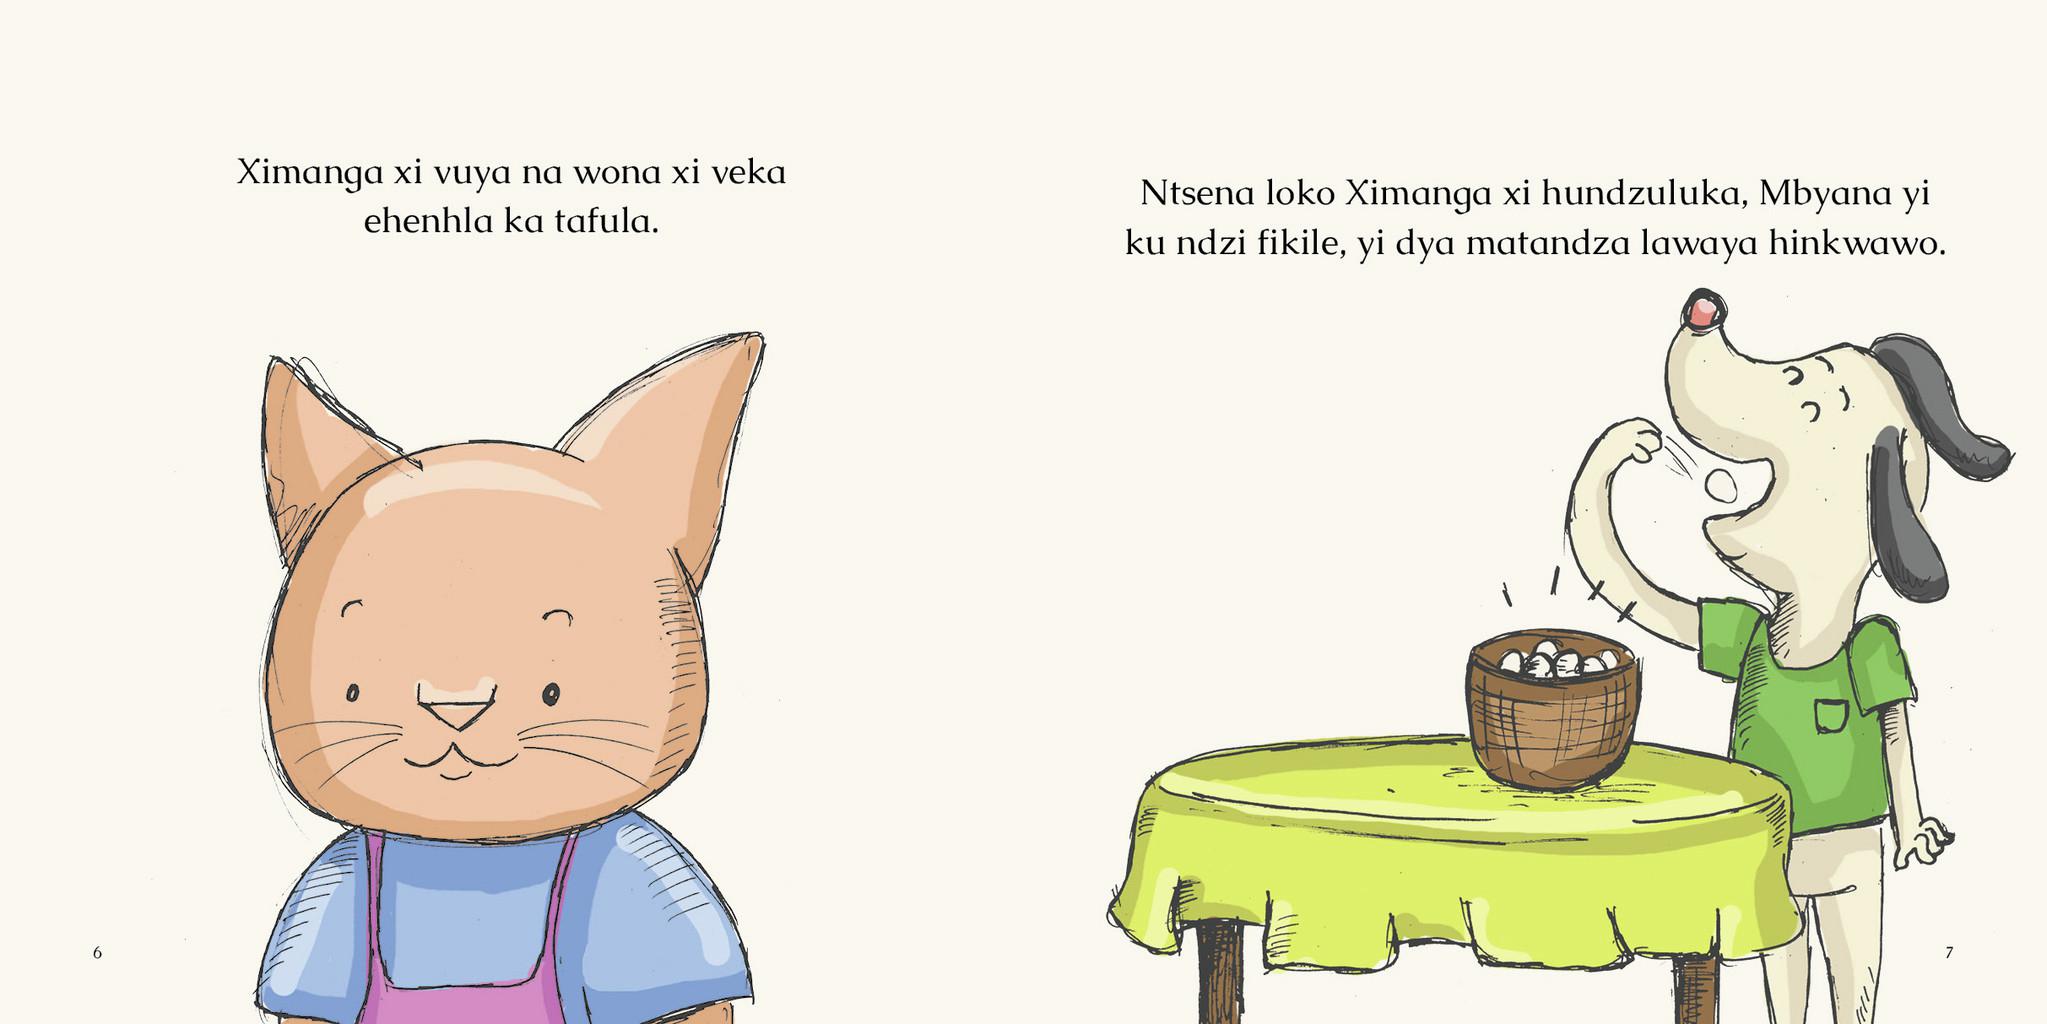 Ximanga xi vuya na wona xi veka
ehenhla ka tafula.
6
Ntsena loko Ximanga xi hundzuluka, Mbyana yi
ku ndzi fikile, yi dya matandza lawaya hinkwawo.
7